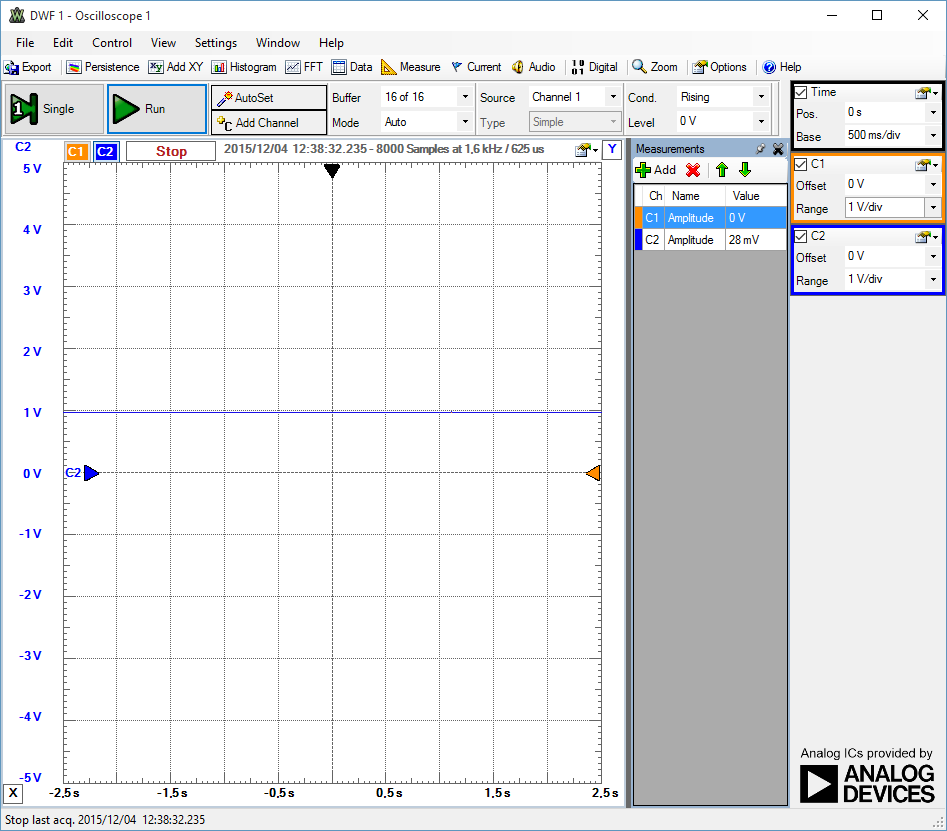 DWF 1 - Oscilloscope 1
File Edit Control View Settings Window Help
Export Persistence Add XY Histogram FFT Data Measure Current Audio Digital Zoom Options Help
1 Single Run AutoSet Buffer 16 of 16 Source Channel 1 Cond. Rising
Add Channel Mode Auto Type Simple Level 0 V
Time
Pos. 0 s
Base 500 ms/div
C1
Offset 0 V
Range 1 V/div
C2
Offset 0 V
Range 1 V/div
C2 C1 C2 Stop 2015/12/04 12:38:32.235 - 8000 Samples at 1,6 kHz / 625 us Y
5 V
4 V
3 V
2 V
1 V
0 V C2
-1 V
-2 V
-3 V
-4 V
-5 V
X -2,5 s -1,5 s -0,5 s 0,5 s 1,5 s 2,5 s
Measurements
Add
Ch Name Value
C1 Amplitude 0 V
C2 Amplitude 28 mV
Analog ICs provided by
ANALOG
DEVICES
Stop last acq. 2015/12/04 12:38:32.235